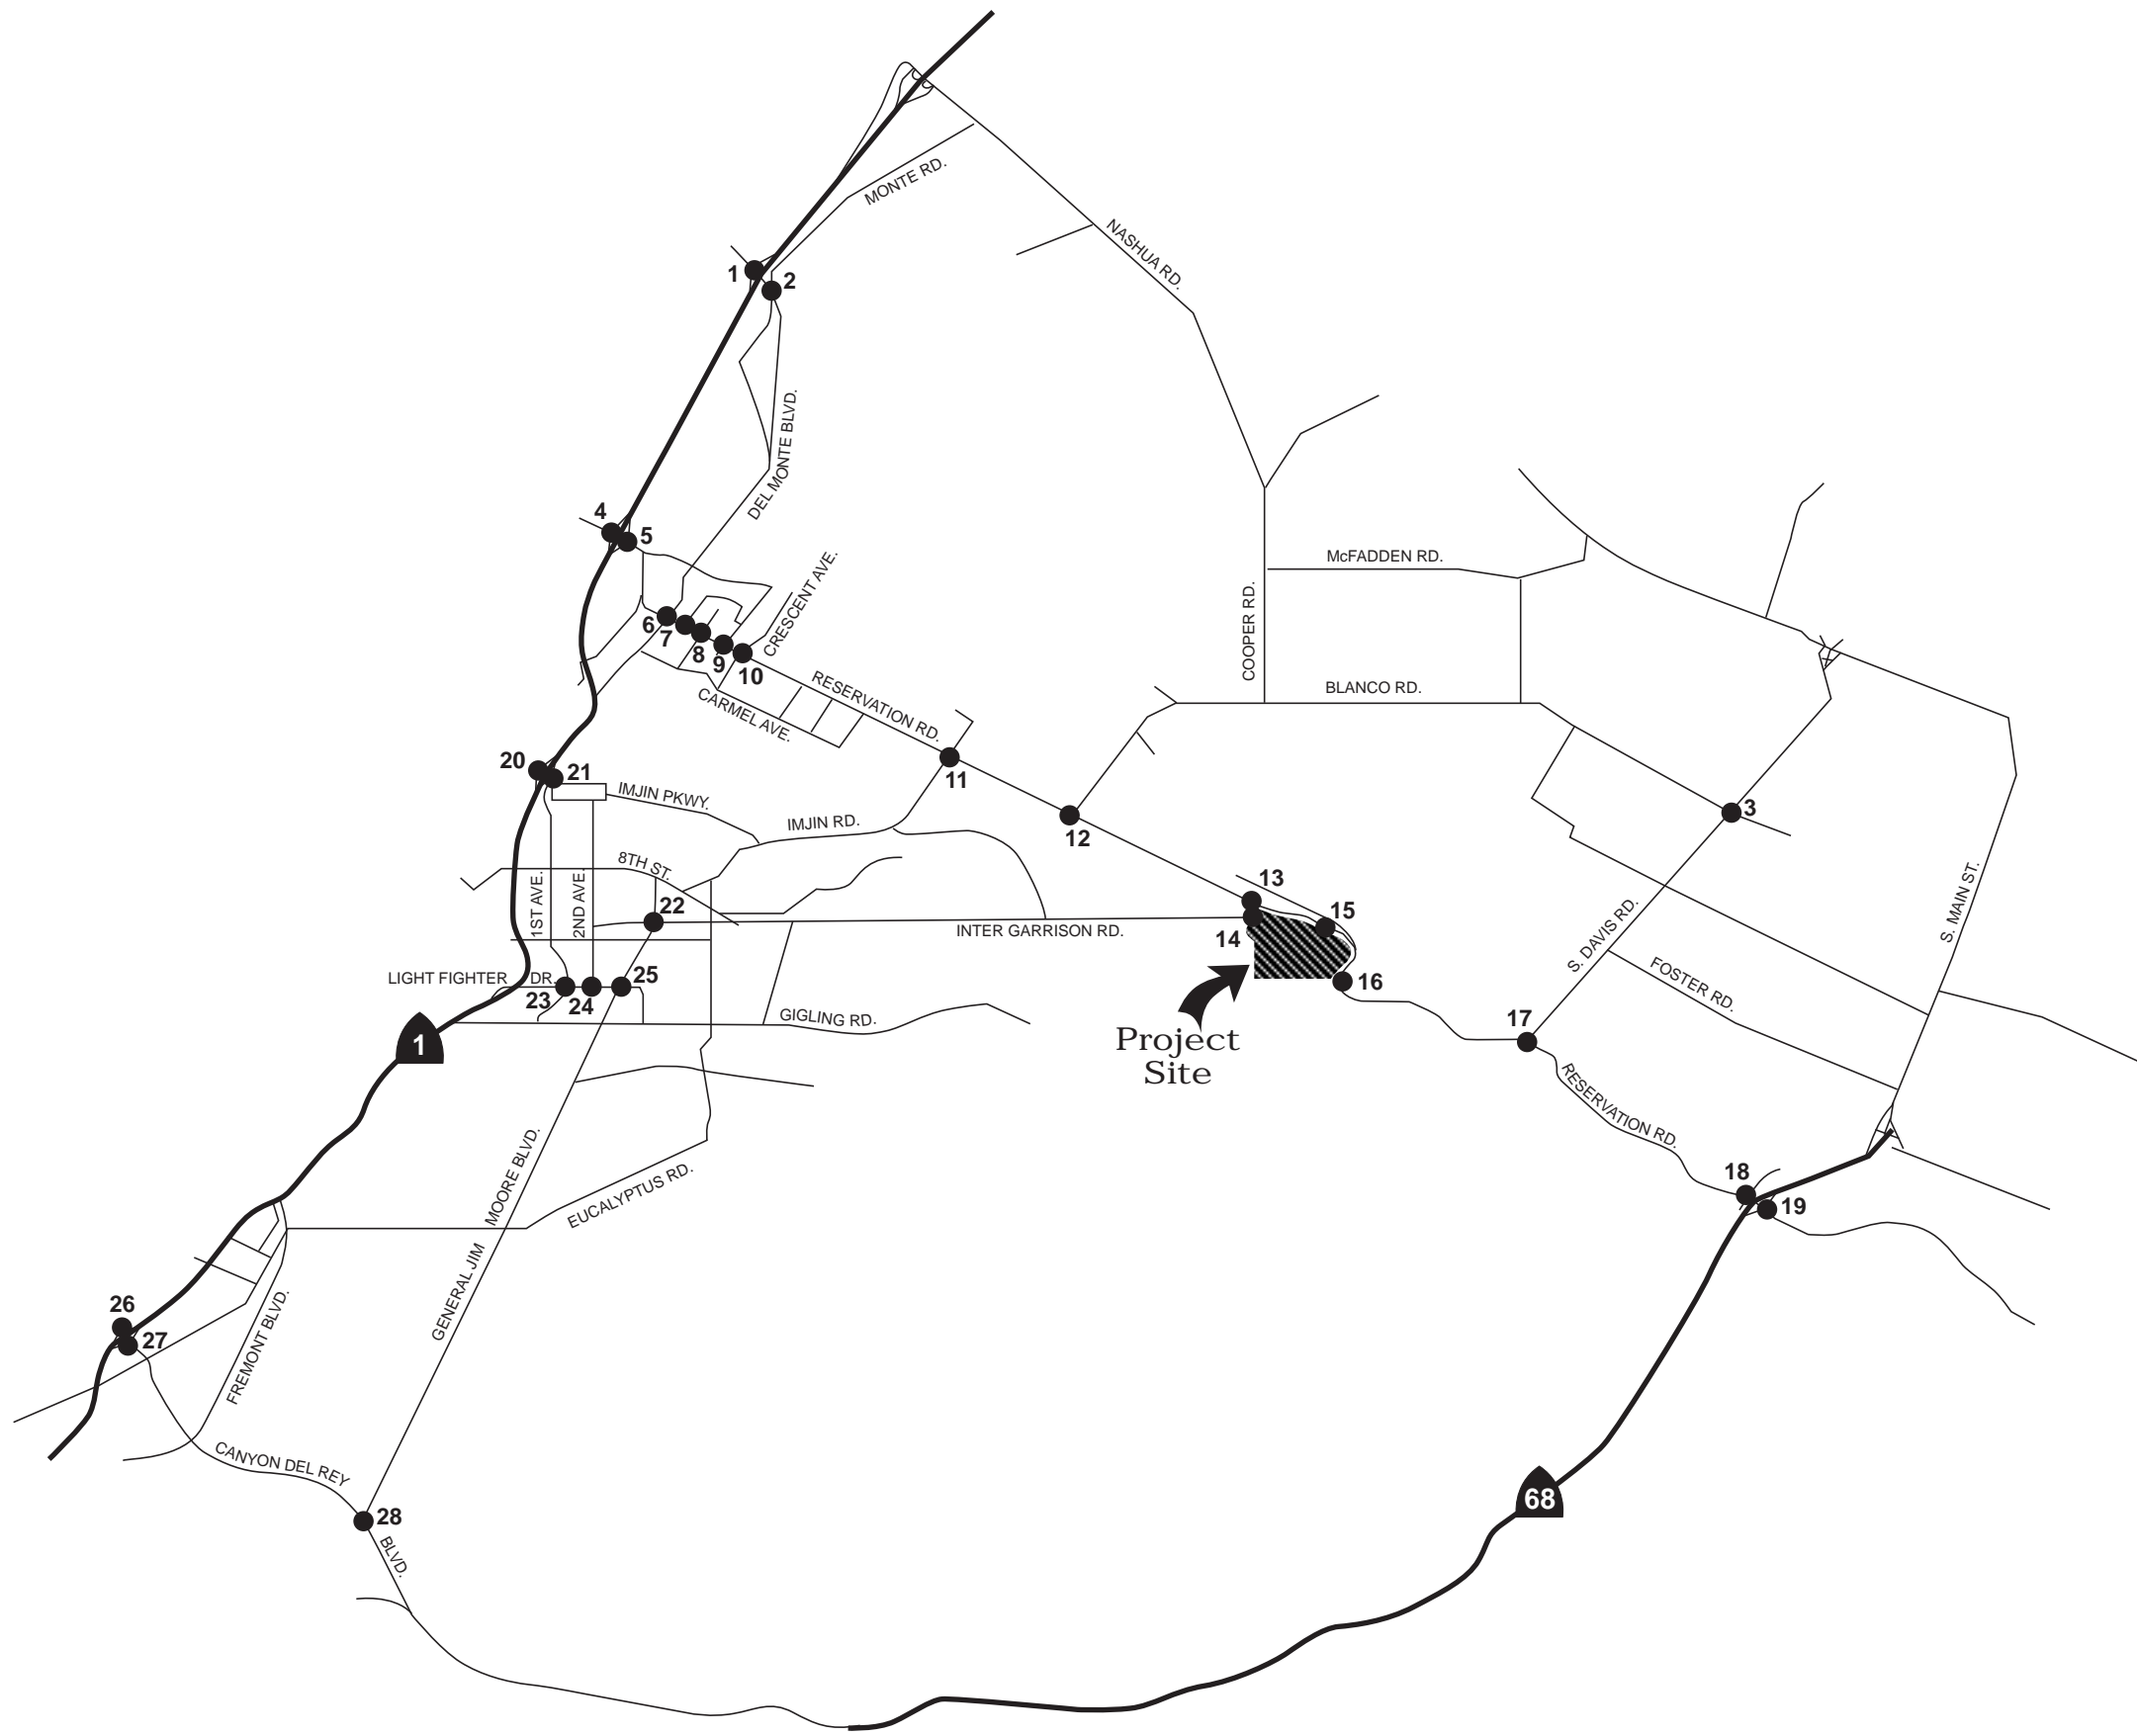 MONTE RD.
NASHUA RD.
1
2
DEL MONTE BLVD.
4
5
CRESCENT AVE.
McFADDEN RD.
COOPER RD.
6
7
8
9
10
BLANCO RD.
RESERVATION RD.
CARMEL AVE.
20
21
11
IMJIN PKWY.
IMJIN RD.
12
3
8TH ST.
1ST AVE.
2ND AVE.
22
13
15
14
INTER GARRISON RD.
S. MAIN ST.
S. DAVIS RD.
LIGHT FIGHTER DR.
23
24
25
16
FOSTER RD.
GIGLING RD.
17
1
Project
Site
RESERVATION RD.
GENERAL JIM MOORE BLVD.
EUCALYPTUS RD.
18
19
26
27
FREMONT BLVD.
CANYON DEL REY BLVD.
28
68